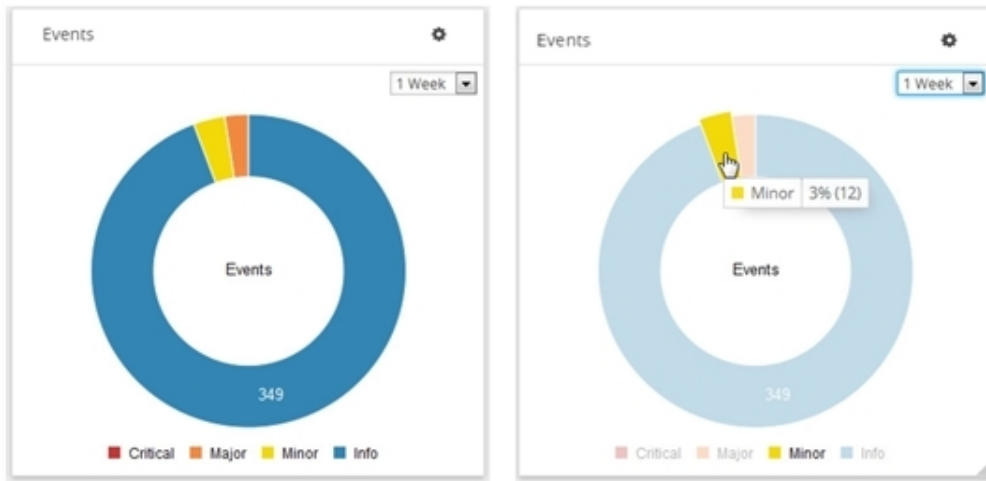 Events
1 Week
Events
349
Critical Major Minor Info
Events
1 Week
Minor 3% (12)
Events
349
Critical Major Minor Info